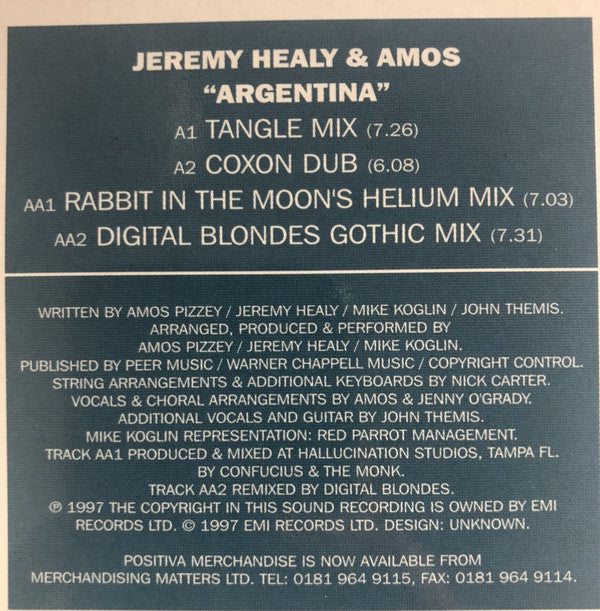 JEREMY HEALY & AMOS
“ARGENTINA”
A1 TANGLE MIX (7.26)
A2 COXON DUB (6.08)
AA1 RABBIT IN THE MOON'S HELIUM MIX (7.03)
AA2 DIGITAL BLONDES GOTHIC MIX (7.31)
WRITTEN BY AMOS PIZZEY / JEREMY HEALY / MIKE KOGLIN / JOHN THEMIS.
ARRANGED, PRODUCED & PERFORMED BY
AMOS PIZZEY / JEREMY HEALY / MIKE KOGLIN.
PUBLISHED BY PEER MUSIC / WARNER CHAPPELL MUSIC / COPYRIGHT CONTROL.
STRING ARRANGEMENTS & ADDITIONAL KEYBOARDS BY NICK CARTER.
VOCALS & CHORAL ARRANGEMENTS BY AMOS & JENNY O'GRADY.
ADDITIONAL VOCALS AND GUITAR BY JOHN THEMIS.
MIKE KOGLIN REPRESENTATION: RED PARROT MANAGEMENT.
TRACK AA1 PRODUCED & MIXED AT HALLUCINATION STUDIOS, TAMPA FL.
BY CONFUCIUS & THE MONK.
TRACK AA2 REMIXED BY DIGITAL BLONDES.
℗ 1997 THE COPYRIGHT IN THIS SOUND RECORDING IS OWNED BY EMI
RECORDS LTD. © 1997 EMI RECORDS LTD. DESIGN: UNKNOWN.
POSITIVA MERCHANDISE IS NOW AVAILABLE FROM
MERCHANDISING MATTERS LTD. TEL: 0181 964 9115, FAX: 0181 964 9114.